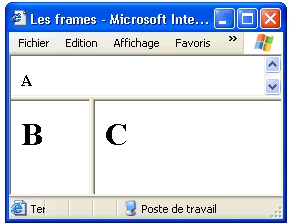 Les frames - Microsoft Inte...
Fichier Edition Affichage Favoris »
A
B C
Ter Poste de travail